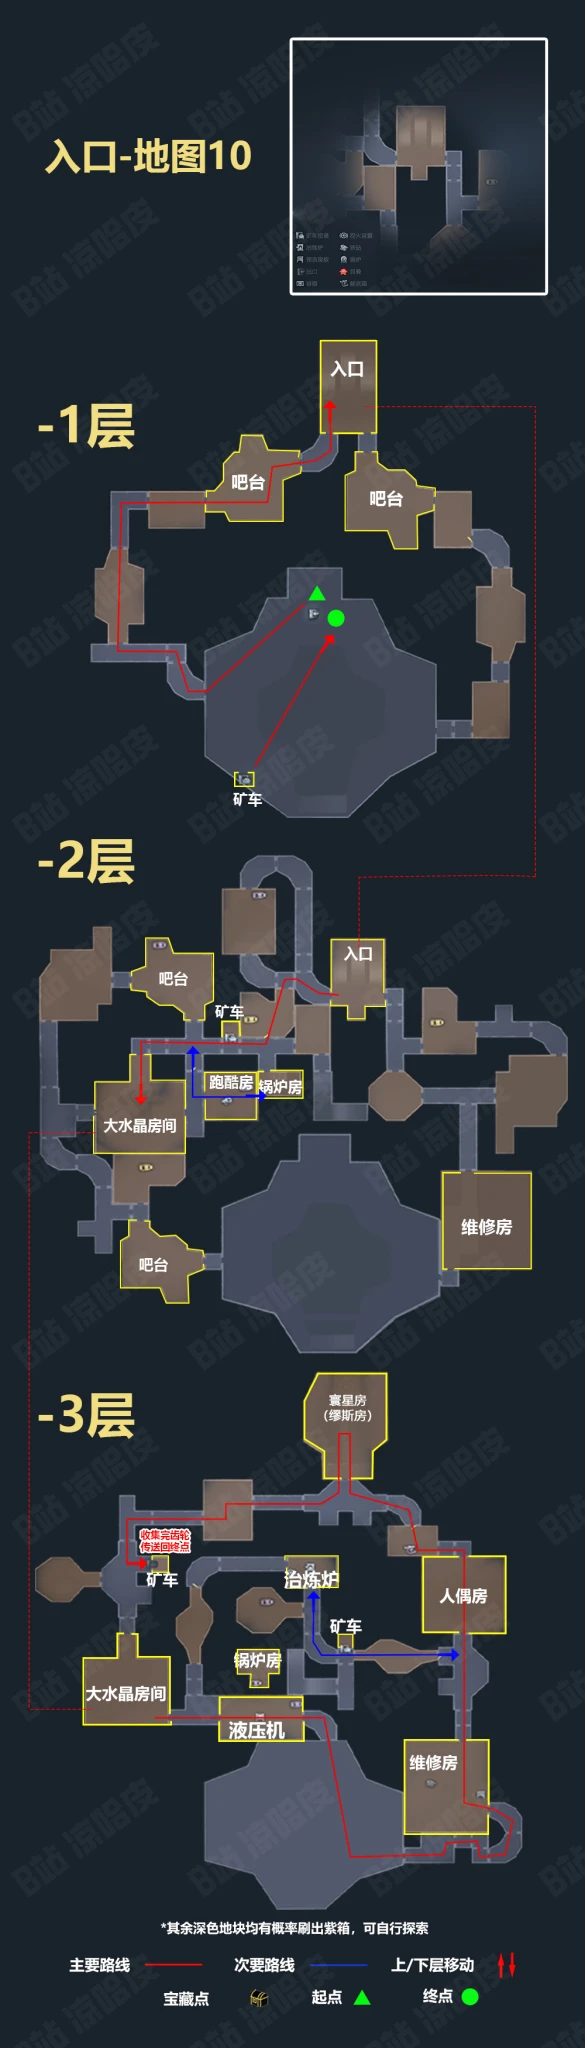 入口-地图10
-1层
入口
吧台
吧台
矿车
-2层
入口
吧台
矿车
跑酷房
锅炉房
大水晶房间
维修房
吧台
-3层
寰星房
（缪斯房）
收集完齿轮
传送回终点
矿车
治炼炉
人偶房
矿车
锅炉房
大水晶房间
液压机
维修房
*其余深色地块均有概率刷出紫箱，可自行探索
主要路线
次要路线
上/下层移动
宝藏点
起点
终点